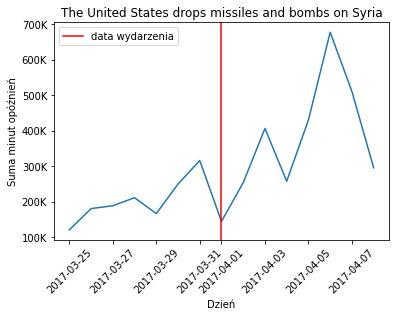 The United States drops missiles and bombs on Syria
data wydarzenia
700K
600K
500K
400K
300K
200K
100K
Suma minut opóźnień
2017-03-25
2017-03-27
2017-03-29
2017-03-31
2017-04-01
2017-04-03
2017-04-05
2017-04-07
Dzień